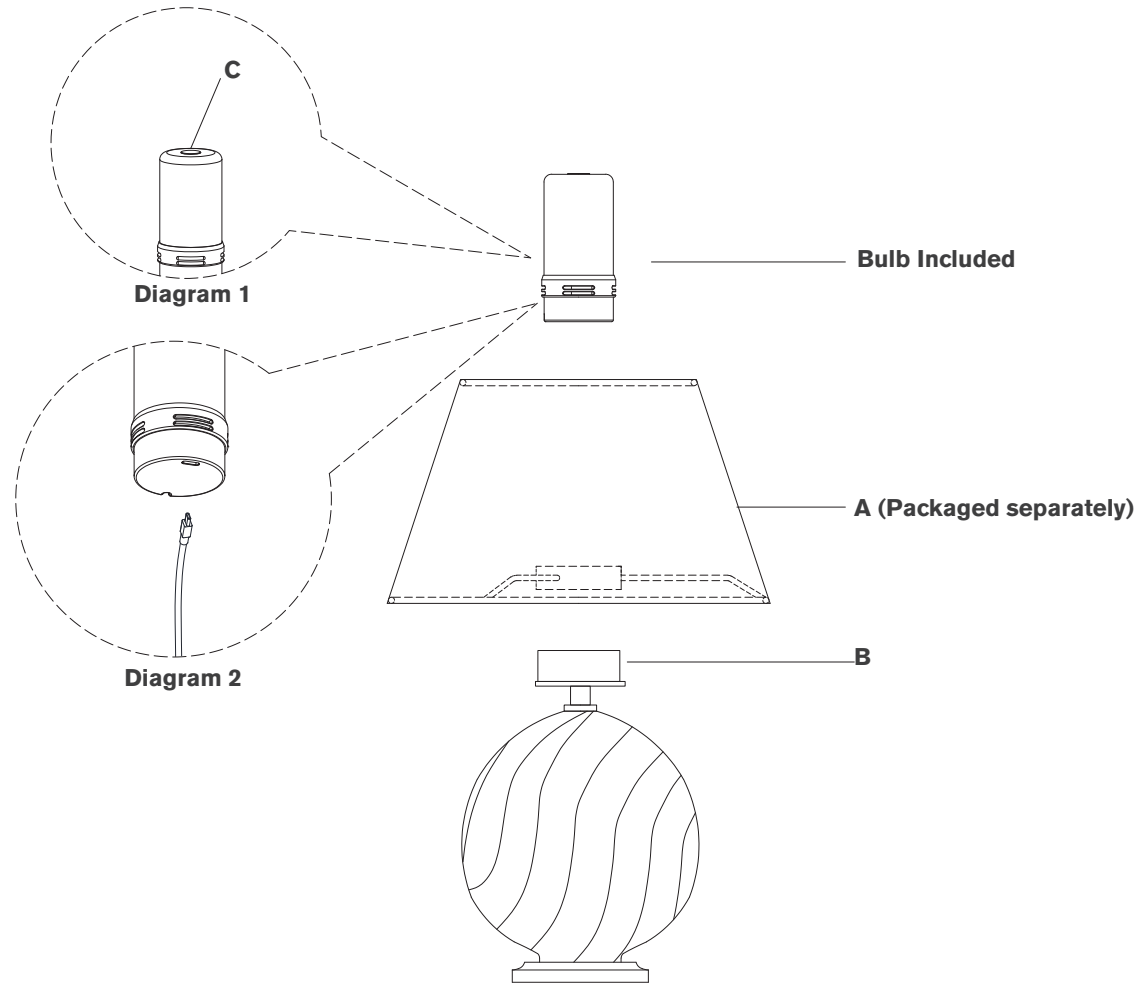 C
Diagram 1
Bulb Included
A (Packaged separately)
B
Diagram 2